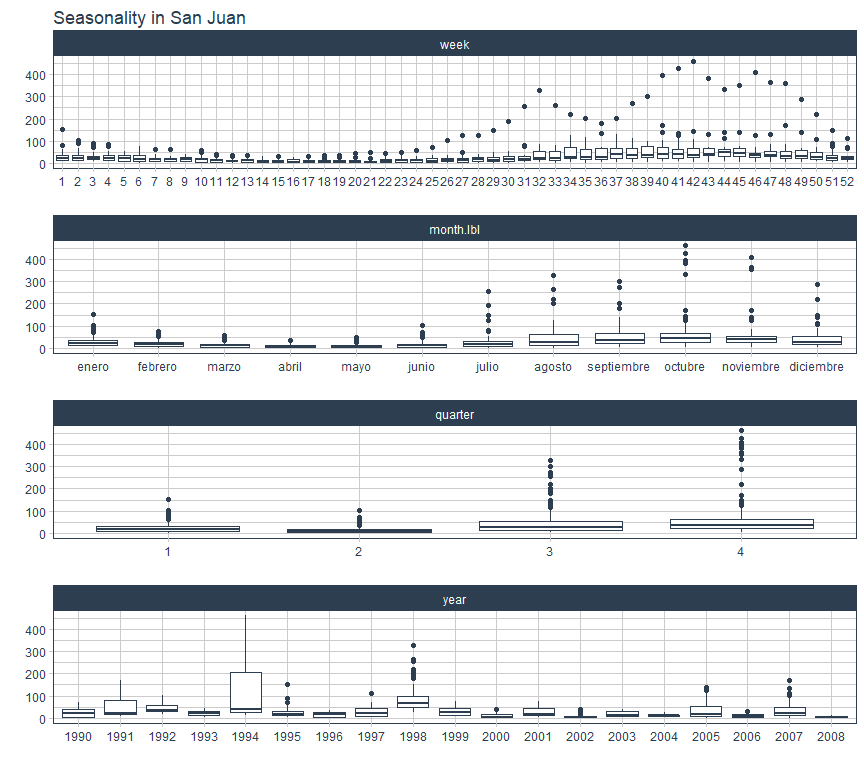 Seasonality in San Juan
week
400
300
200
100
0
1 2 3 4 5 6 7 8 9 10 11 12 13 14 15 16 17 18 19 20 21 22 23 24 25 26 27 28 29 30 31 32 33 34 35 36 37 38 39 40 41 42 43 44 45 46 47 48 49 50 51 52
month.lbl
400
300
200
100
0
enero febrero marzo abril mayo junio julio agosto septiembre octubre noviembre diciembre
quarter
400
300
200
100
0
1 2 3 4
year
400
300
200
100
0
1990 1991 1992 1993 1994 1995 1996 1997 1998 1999 2000 2001 2002 2003 2004 2005 2006 2007 2008